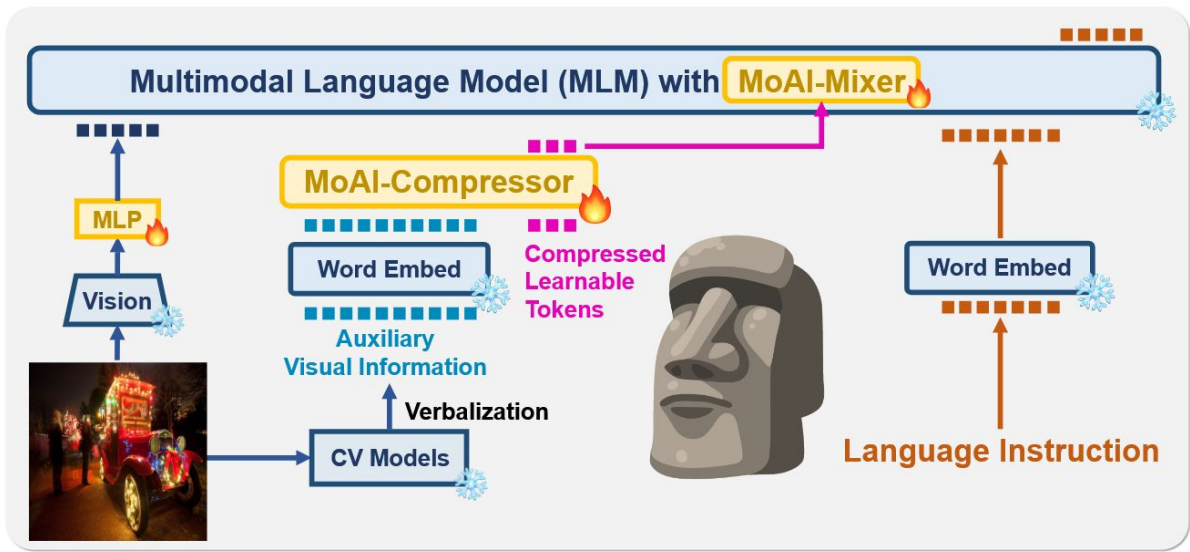 Multimodal Language Model (MLM) with MoAI-Mixer
MoAI-Compressor
MLP
Word Embed
Compressed
Learnable
Tokens
Word Embed
Vision
Auxiliary
Visual Information
Verbalization
CV Models
Language Instruction